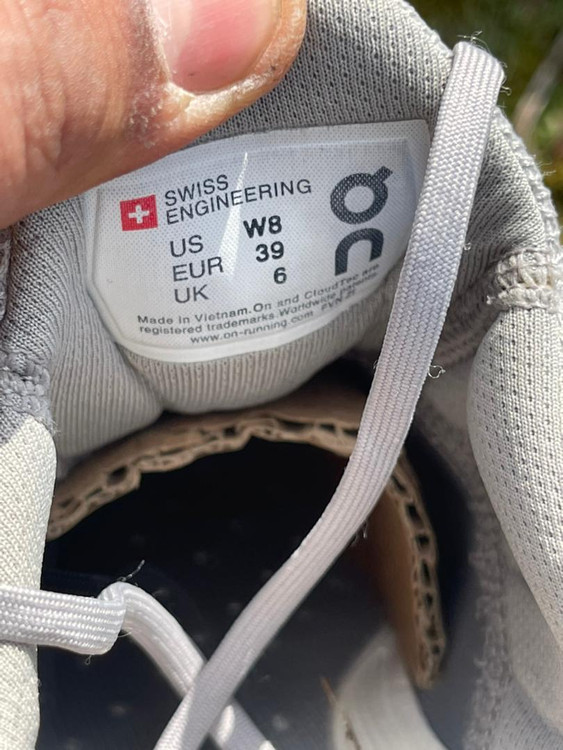 SWISS
ENGINEERING
US W8
EUR 39
UK 6
Made in Vietnam.On and CloudTec are
registered trademarks.Worldwide patents.
www.on-running.com
On